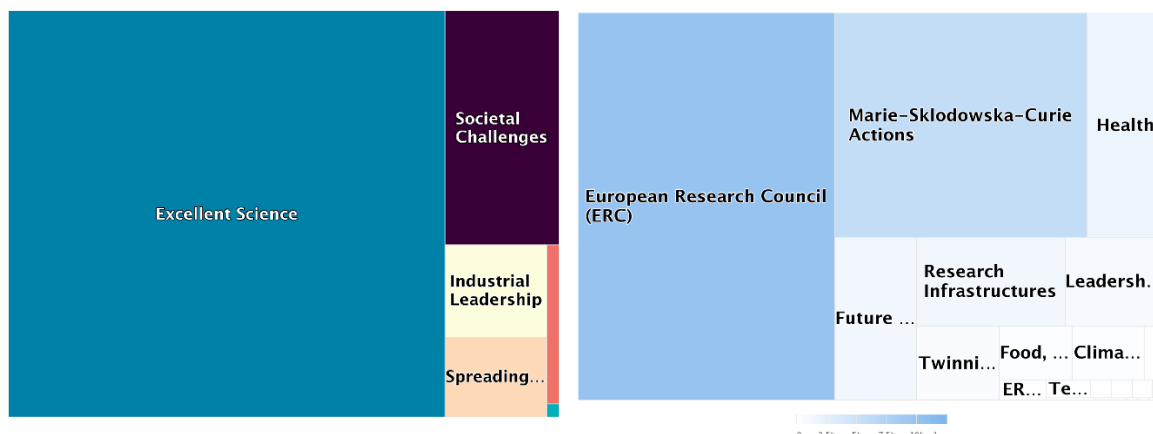 Excellent Science
Societal
Challenges
Industrial
Leadership
Spreading...
European Research Council
(ERC)
Marie-Sklodowska-Curie
Actions
Health
Future ...
Research
Infrastructures
Leadersh.
Twinni...
Food, ...
Clima...
ER...
Te...